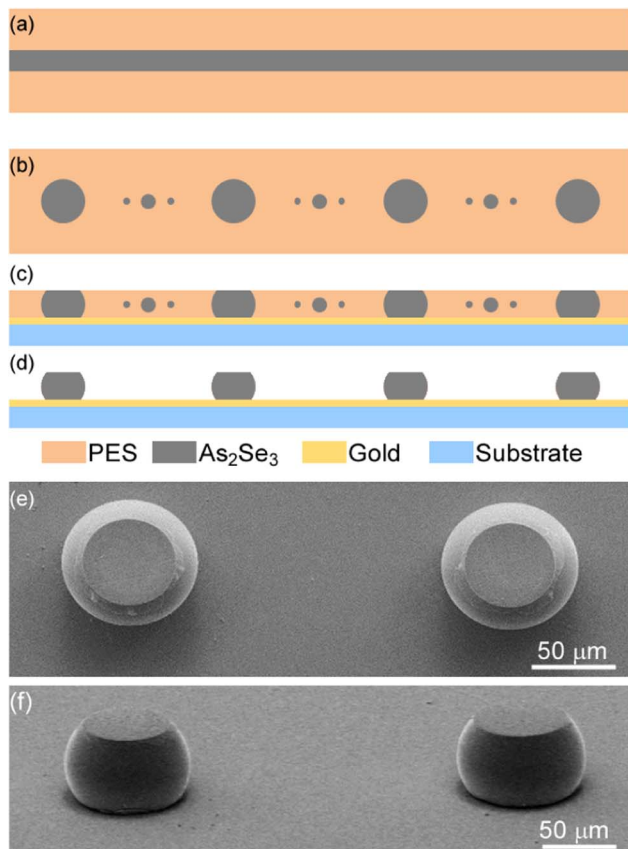 (a)
(b)
(c)
(d)
PES As₂Se₃ Gold Substrate
(e)
50 μm
(f)
50 μm